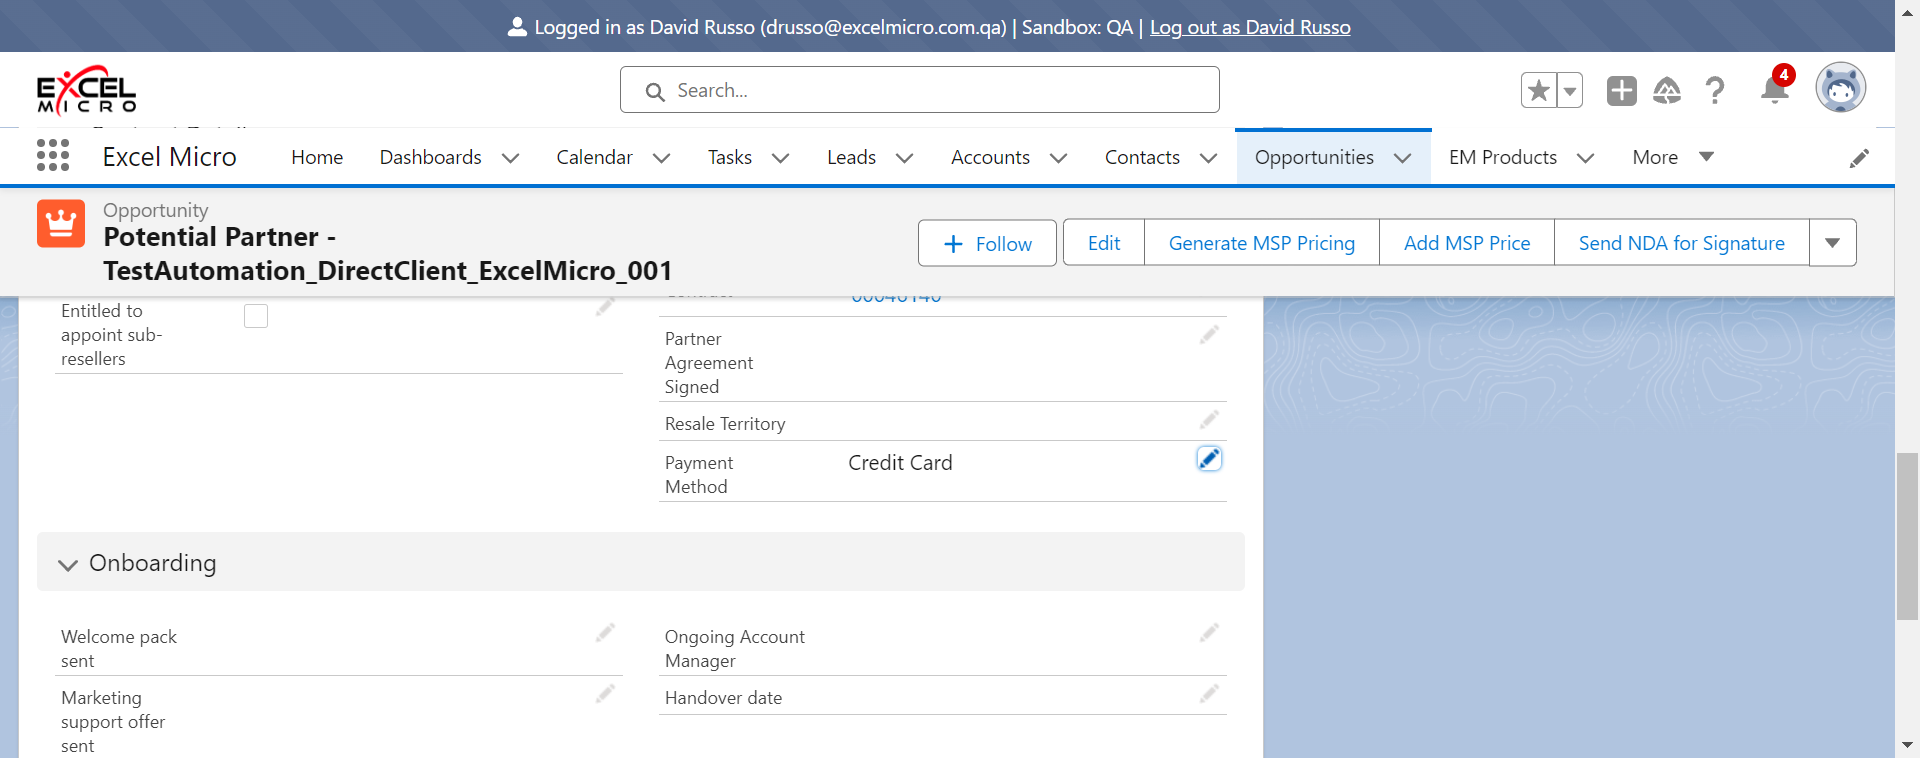 Logged in as David Russo (drusso@excelmicro.com.qa) | Sandbox: QA | Log out as David Russo
EXCEL
MICRO
Search...
4
Excel Micro
Home
Dashboards
Calendar
Tasks
Leads
Accounts
Contacts
Opportunities
EM Products
More
Opportunity
Potential Partner -
TestAutomation_DirectClient_ExcelMicro_001
Follow
Edit
Generate MSP Pricing
Add MSP Price
Send NDA for Signature
Entitled to
appoint sub-
resellers
Partner
Agreement
Signed
Resale Territory
Payment
Method
Credit Card
Onboarding
Welcome pack
sent
Ongoing Account
Manager
Marketing
support offer
sent
Handover date